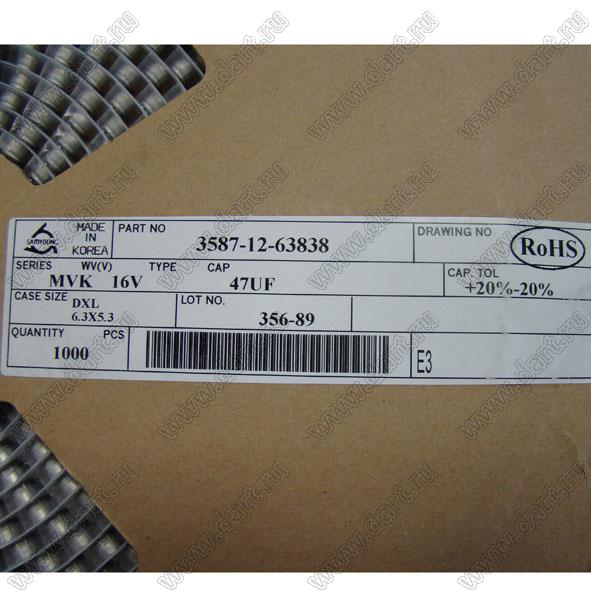 SAMYOUNG
MADE IN KOREA
PART NO
3587-12-63838
DRAWING NO
RoHS
SERIES WV(V) TYPE CAP
MVK 16V 47UF
CAP. TOL
+20%-20%
CASE SIZE DXL
6.3X5.3
LOT NO.
356-89
QUANTITY PCS
1000
E3
www.dart.ru